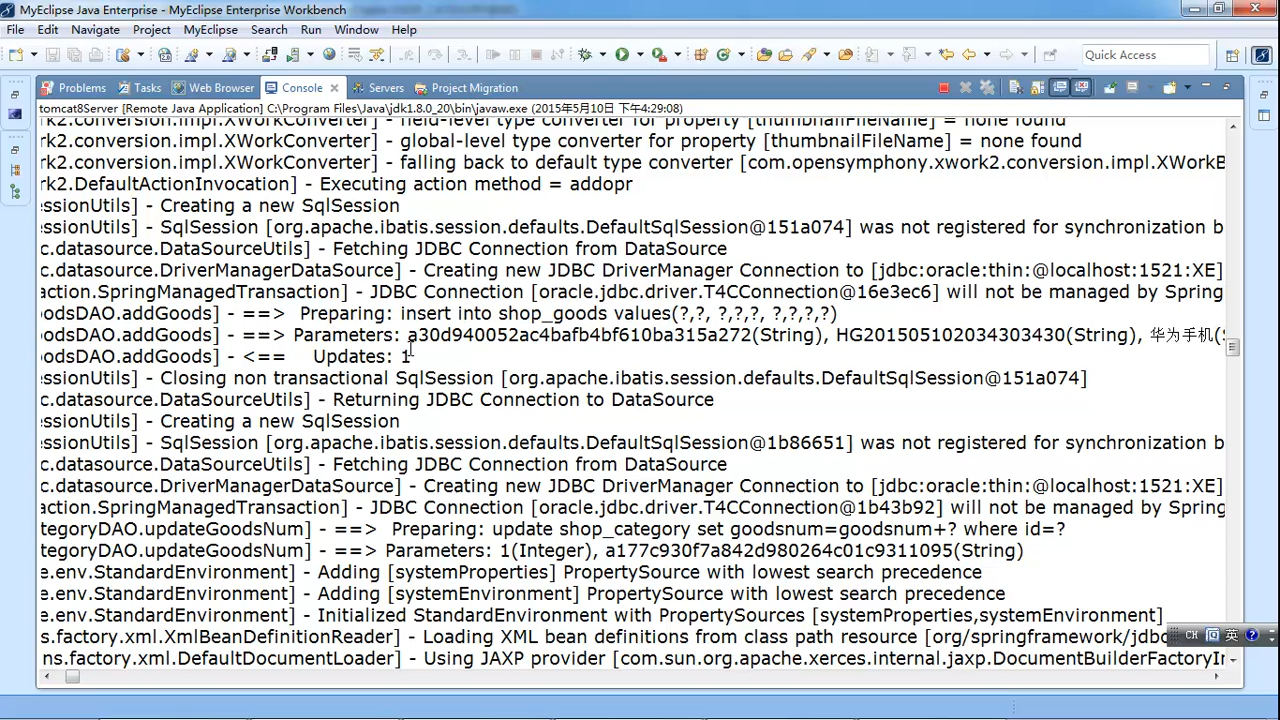 MyEclipse Java Enterprise - MyEclipse Enterprise Workbench
File Edit Navigate Project MyEclipse Search Run Window Help
Quick Access
Problems Tasks Web Browser Console Servers Project Migration
tomcat8Server [Remote Java Application] C:\Program Files\Java\jdk1.8.0_20\bin\javaw.exe (2015年5月10日 下午4:29:08)
rk2.conversion.impl.XWorkConverter] - field-level type converter for property [thumbnailFileName] = none found
rk2.conversion.impl.XWorkConverter] - global-level type converter for property [thumbnailFileName] = none found
rk2.conversion.impl.XWorkConverter] - falling back to default type converter [com.opensymphony.xwork2.conversion.impl.XWorkB
rk2.DefaultActionInvocation] - Executing action method = addopr
essionUtils] - Creating a new SqlSession
essionUtils] - SqlSession [org.apache.ibatis.session.defaults.DefaultSqlSession@151a074] was not registered for synchronization b
c.datasource.DataSourceUtils] - Fetching JDBC Connection from DataSource
c.datasource.DriverManagerDataSource] - Creating new JDBC DriverManager Connection to [jdbc:oracle:thin:@localhost:1521:XE]
action.SpringManagedTransaction] - JDBC Connection [oracle.jdbc.driver.T4CConnection@16e3ec6] will not be managed by Spring
oodsDAO.addGoods] - ==> Preparing: insert into shop_goods values(?,?, ?,?,?, ?,?,?,?)
oodsDAO.addGoods] - ==> Parameters: a30d940052ac4bafb4bf610ba315a272(String), HG201505102034303430(String), 华为手机(S
oodsDAO.addGoods] - <== Updates: 1
essionUtils] - Closing non transactional SqlSession [org.apache.ibatis.session.defaults.DefaultSqlSession@151a074]
c.datasource.DataSourceUtils] - Returning JDBC Connection to DataSource
essionUtils] - Creating a new SqlSession
essionUtils] - SqlSession [org.apache.ibatis.session.defaults.DefaultSqlSession@1b86651] was not registered for synchronization b
c.datasource.DataSourceUtils] - Fetching JDBC Connection from DataSource
c.datasource.DriverManagerDataSource] - Creating new JDBC DriverManager Connection to [jdbc:oracle:thin:@localhost:1521:XE]
action.SpringManagedTransaction] - JDBC Connection [oracle.jdbc.driver.T4CConnection@1b43b92] will not be managed by Spring
tegoryDAO.updateGoodsNum] - ==> Preparing: update shop_category set goodsnum=goodsnum+? where id=?
tegoryDAO.updateGoodsNum] - ==> Parameters: 1(Integer), a177c930f7a842d980264c01c9311095(String)
e.env.StandardEnvironment] - Adding [systemProperties] PropertySource with lowest search precedence
e.env.StandardEnvironment] - Adding [systemEnvironment] PropertySource with lowest search precedence
e.env.StandardEnvironment] - Initialized StandardEnvironment with PropertySources [systemProperties,systemEnvironment]
s.factory.xml.XmlBeanDefinitionReader] - Loading XML bean definitions from class path resource [org/springframework/jdbc
CH 英
ns.factory.xml.DefaultDocumentLoader] - Using JAXP provider [com.sun.org.apache.xerces.internal.jaxp.DocumentBuilderFactoryIr